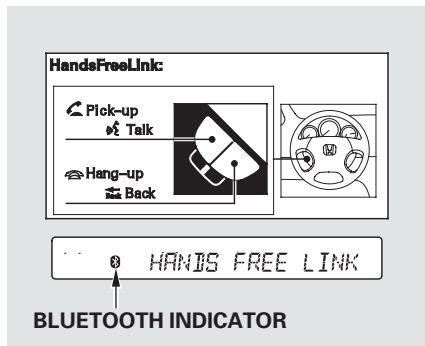 HandsFreeLink:
Pick-up
Talk
Hang-up
Back
HANDS FREE LINK
BLUETOOTH INDICATOR